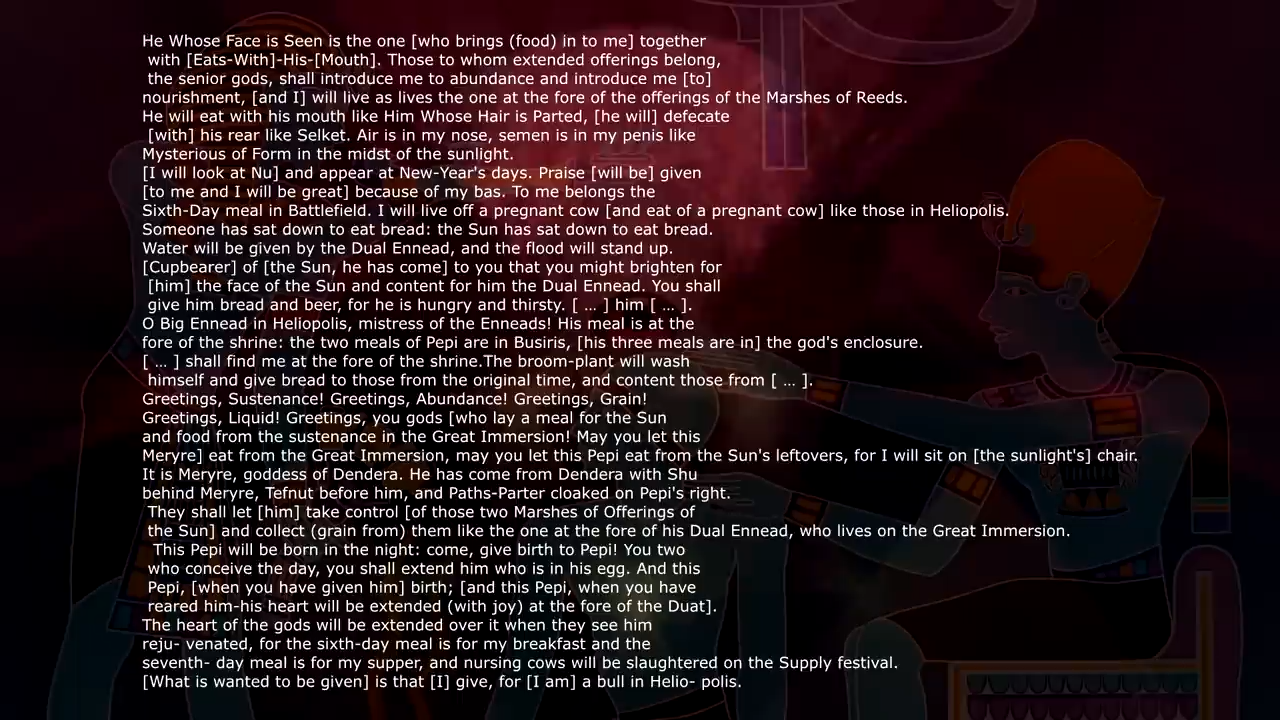 He Whose Face is Seen is the one [who brings (food) in to me] together
with [Eats-With]-His-[Mouth]. Those to whom extended offerings belong,
the senior gods, shall introduce me to abundance and introduce me [to]
nourishment, [and I] will live as lives the one at the fore of the offerings of the Marshes of Reeds.
He will eat with his mouth like Him Whose Hair is Parted, [he will] defecate
[with] his rear like Selket. Air is in my nose, semen is in my penis like
Mysterious of Form in the midst of the sunlight.
[I will look at Nu] and appear at New-Year's days. Praise [will be] given
[to me and I will be great] because of my bas. To me belongs the
Sixth-Day meal in Battlefield. I will live off a pregnant cow [and eat of a pregnant cow] like those in Heliopolis.
Someone has sat down to eat bread: the Sun has sat down to eat bread.
Water will be given by the Dual Ennead, and the flood will stand up.
[Cupbearer] of [the Sun, he has come] to you that you might brighten for
[him] the face of the Sun and content for him the Dual Ennead. You shall
give him bread and beer, for he is hungry and thirsty. [ ... ] him [ ... ].
O Big Ennead in Heliopolis, mistress of the Enneads! His meal is at the
fore of the shrine: the two meals of Pepi are in Busiris, [his three meals are in] the god's enclosure.
[ ... ] shall find me at the fore of the shrine.The broom-plant will wash
himself and give bread to those from the original time, and content those from [ ... ].
Greetings, Sustenance! Greetings, Abundance! Greetings, Grain!
Greetings, Liquid! Greetings, you gods [who lay a meal for the Sun
and food from the sustenance in the Great Immersion! May you let this
Meryre] eat from the Great Immersion, may you let this Pepi eat from the Sun's leftovers, for I will sit on [the sunlight's] chair.
It is Meryre, goddess of Dendera. He has come from Dendera with Shu
behind Meryre, Tefnut before him, and Paths-Parter cloaked on Pepi's right.
They shall let [him] take control [of those two Marshes of Offerings of
the Sun] and collect (grain from) them like the one at the fore of his Dual Ennead, who lives on the Great Immersion.
This Pepi will be born in the night: come, give birth to Pepi! You two
who conceive the day, you shall extend him who is in his egg. And this
Pepi, [when you have given him] birth; [and this Pepi, when you have
reared him-his heart will be extended (with joy) at the fore of the Duat].
The heart of the gods will be extended over it when they see him
reju- venated, for the sixth-day meal is for my breakfast and the
seventh- day meal is for my supper, and nursing cows will be slaughtered on the Supply festival.
[What is wanted to be given] is that [I] give, for [I am] a bull in Helio- polis.